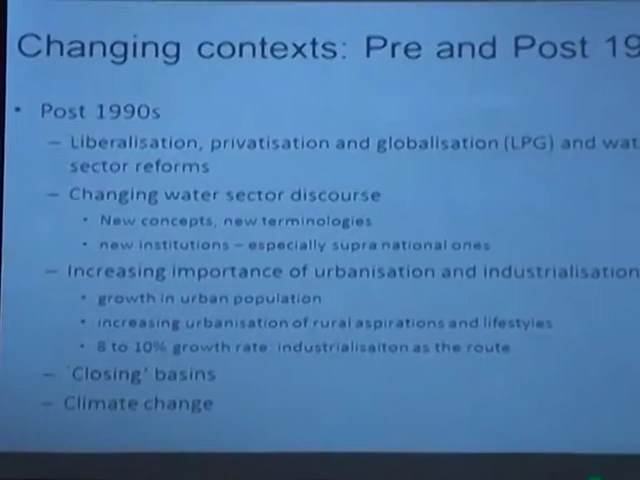 Changing contexts: Pre and Post 19
• Post 1990s
– Liberalisation, privatisation and globalisation (LPG) and wat
sector reforms
– Changing water sector discourse
• New concepts, new terminologies
• new institutions – especially supra national ones
– Increasing importance of urbanisation and industrialisation
• growth in urban population
• increasing urbanisation of rural aspirations and lifestyles
• 8 to 10% growth rate: industrialisaiton as the route
– 'Closing' basins
– Climate change